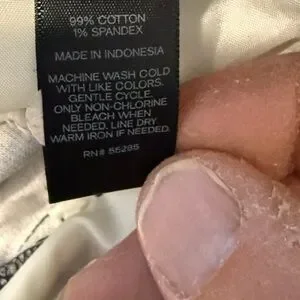 99% COTTON
1% SPANDEX
MADE IN INDONESIA
MACHINE WASH COLD
WITH LIKE COLORS.
GENTLE CYCLE.
ONLY NON-CHLORINE
BLEACH WHEN
NEEDED. LINE DRY
WARM IRON IF NEEDED.
RN# 55285